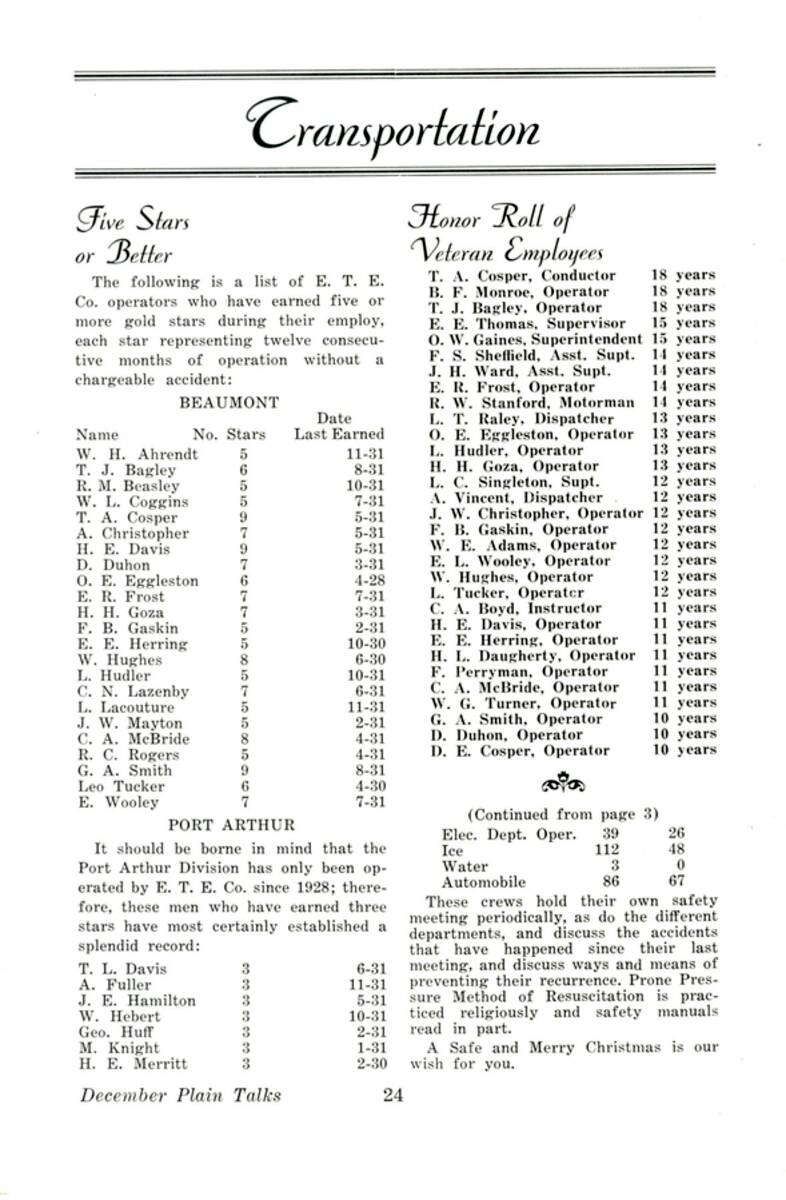 Transportation
Five Stars
or Better
The following is a list of E. T. E.
Co. operators who have earned five or
more gold stars during their employ,
each star representing twelve consecu-
tive months of operation without a
chargeable accident:
BEAUMONT
Date
Name No. Stars Last Earned
W. H. Ahrendt 5 11-31
T. J. Bagley 6 8-31
R. M. Beasley 5 10-31
W. L. Coggins 5 7-31
T. A. Cosper 9 5-31
A. Christopher 7 5-31
H. E. Davis 9 5-31
D. Duhon 7 3-31
O. E. Eggleston 6 4-28
E. R. Frost 7 7-31
H. H. Goza 7 3-31
F. B. Gaskin 5 2-31
E. E. Herring 5 10-30
W. Hughes 8 6-30
L. Hudler 5 10-31
C. N. Lazenby 7 6-31
L. Lacouture 5 11-31
J. W. Mayton 5 2-31
C. A. McBride 8 4-31
R. C. Rogers 5 4-31
G. A. Smith 9 8-31
Leo Tucker 6 4-30
E. Wooley 7 7-31
PORT ARTHUR
It should be borne in mind that the
Port Arthur Division has only been op-
erated by E. T. E. Co. since 1928; there-
fore, these men who have earned three
stars have most certainly established a
splendid record:
T. L. Davis 3 6-31
A. Fuller 3 11-31
J. E. Hamilton 3 5-31
W. Hebert 3 10-31
Geo. Huff 3 2-31
M. Knight 3 1-31
H. E. Merritt 3 2-30
Honor Roll of
Veteran Employees
T. A. Cosper, Conductor 18 years
B. F. Monroe, Operator 18 years
T. J. Bagley, Operator 18 years
E. E. Thomas, Supervisor 15 years
O. W. Gaines, Superintendent 15 years
F. S. Sheffield, Asst. Supt. 14 years
J. H. Ward, Asst. Supt. 14 years
E. R. Frost, Operator 14 years
R. W. Stanford, Motorman 14 years
L. T. Raley, Dispatcher 13 years
O. E. Eggleston, Operator 13 years
L. Hudler, Operator 13 years
H. H. Goza, Operator 13 years
L. C. Singleton, Supt. 12 years
A. Vincent, Dispatcher 12 years
J. W. Christopher, Operator 12 years
F. B. Gaskin, Operator 12 years
W. E. Adams, Operator 12 years
E. L. Wooley, Operator 12 years
W. Hughes, Operator 12 years
L. Tucker, Operator 12 years
C. A. Boyd, Instructor 11 years
H. E. Davis, Operator 11 years
E. E. Herring, Operator 11 years
H. L. Daugherty, Operator 11 years
F. Perryman, Operator 11 years
C. A. McBride, Operator 11 years
W. G. Turner, Operator 11 years
G. A. Smith, Operator 10 years
D. Duhon, Operator 10 years
D. E. Cosper, Operator 10 years
(Continued from page 3)
Elec. Dept. Oper. 39 26
Ice 112 48
Water 3 0
Automobile 86 67
These crews hold their own safety
meeting periodically, as do the different
departments, and discuss the accidents
that have happened since their last
meeting, and discuss ways and means of
preventing their recurrence. Prone Pres-
sure Method of Resuscitation is prac-
ticed religiously and safety manuals
read in part.
A Safe and Merry Christmas is our
wish for you.
December Plain Talks 24